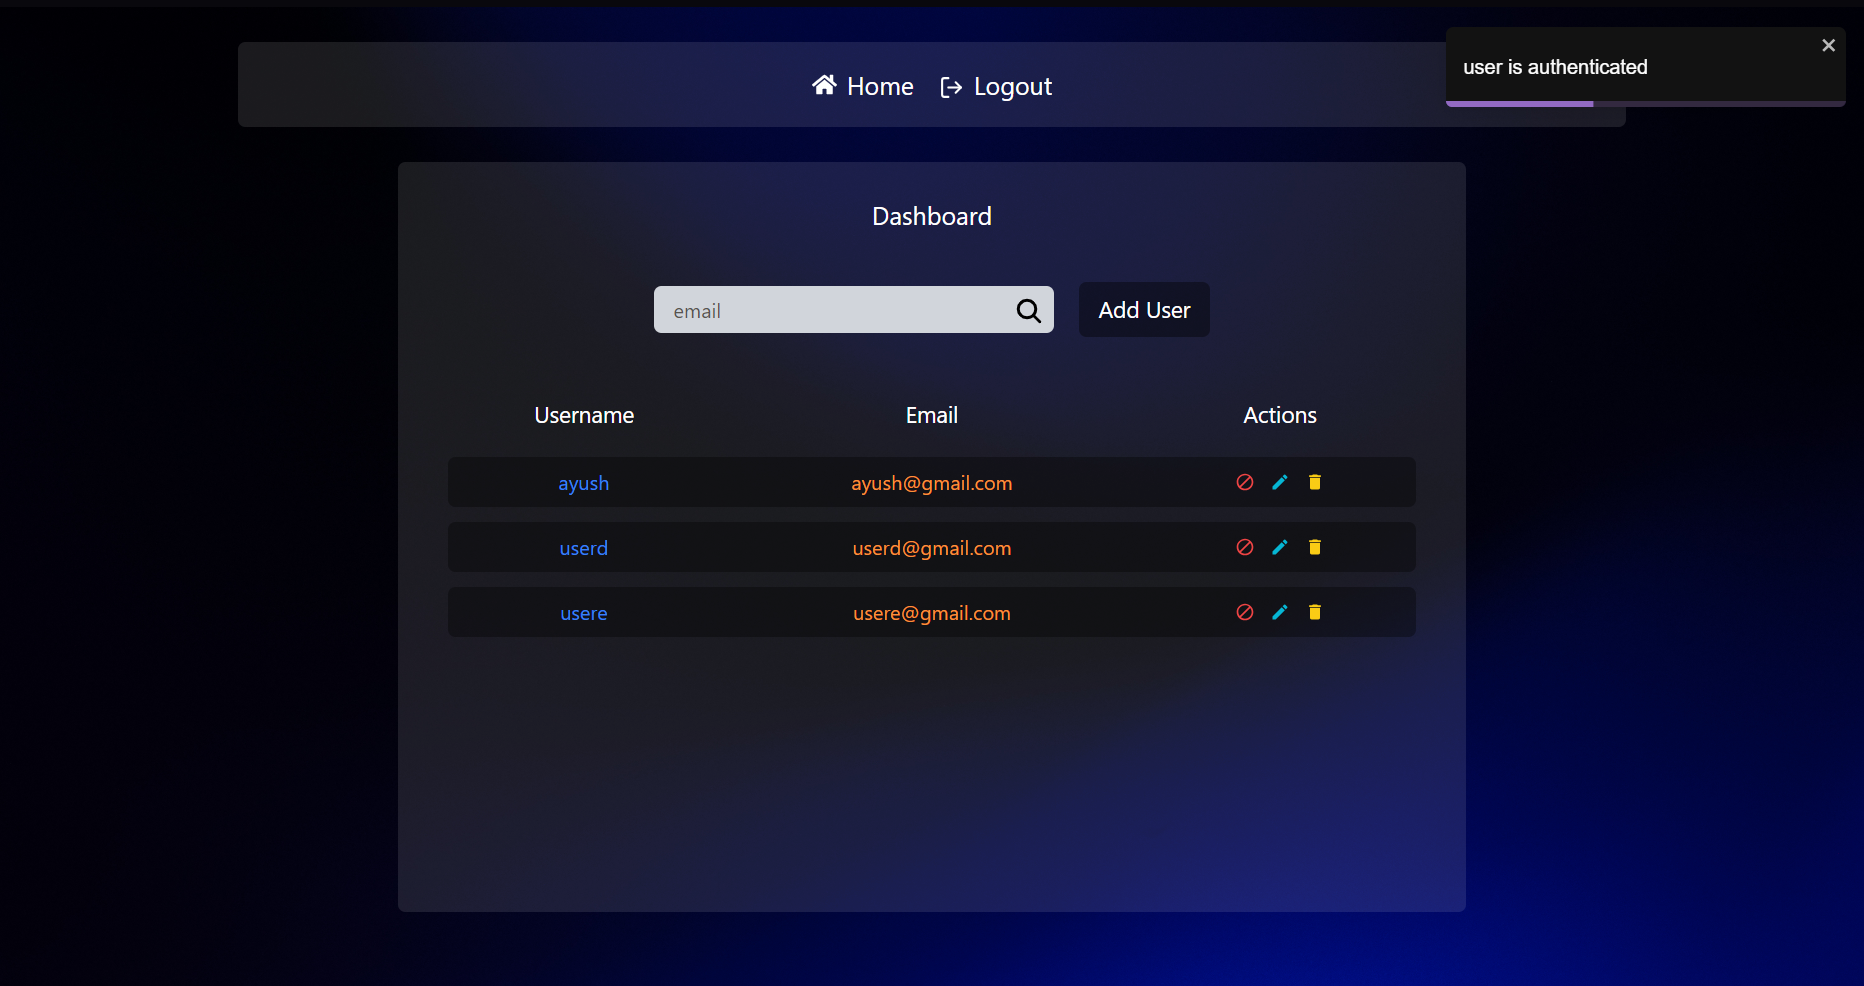 Home Logout
user is authenticated
Dashboard
email
Add User
Username Email Actions
ayush ayush@gmail.com
userd userd@gmail.com
usere usere@gmail.com